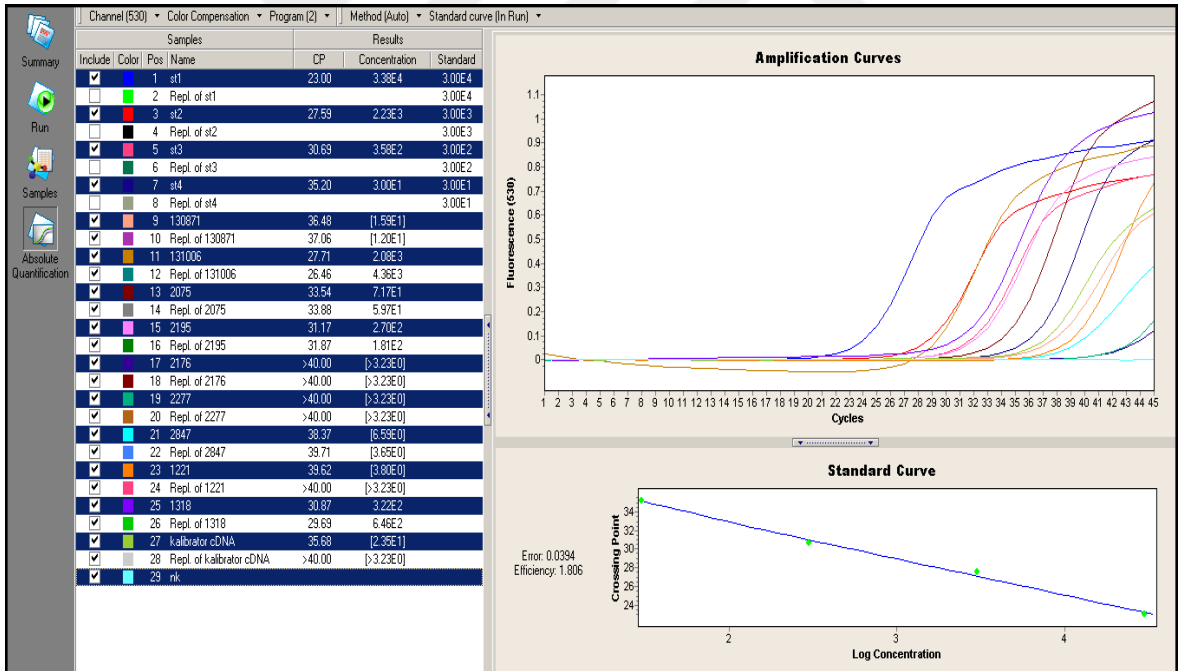 Channel (530) Color Compensation Program (2) Method (Auto) Standard curve (In Run)
Summary
Run
Samples
Absolute
Quantification
Samples Results
Include Color Pos Name CP Concentration Standard
1 st1 23.00 3.38E4 3.00E4
2 Repl. of st1 3.00E4
3 st2 27.59 2.23E3 3.00E3
4 Repl. of st2 3.00E3
5 st3 30.69 3.58E2 3.00E2
6 Repl. of st3 3.00E2
7 st4 35.20 3.00E1 3.00E1
8 Repl. of st4 3.00E1
9 130871 36.48 [1.59E1]
10 Repl. of 130871 37.06 [1.20E1]
11 131006 27.71 2.08E3
12 Repl. of 131006 26.46 4.36E3
13 2075 33.54 7.17E1
14 Repl. of 2075 33.88 5.97E1
15 2195 31.17 2.70E2
16 Repl. of 2195 31.87 1.81E2
17 2176 >40.00 [>3.23E0]
18 Repl. of 2176 >40.00 [>3.23E0]
19 2277 >40.00 [>3.23E0]
20 Repl. of 2277 >40.00 [>3.23E0]
21 2847 38.37 [6.59E0]
22 Repl. of 2847 39.71 [3.65E0]
23 1221 39.62 [3.80E0]
24 Repl. of 1221 >40.00 [>3.23E0]
25 1318 30.87 3.22E2
26 Repl. of 1318 29.69 6.46E2
27 kalibrator cDNA 35.68 [2.35E1]
28 Repl. of kalibrator cDNA >40.00 [>3.23E0]
29 nk
Amplification Curves
Fluorescence (530)
1.1
1
0.9
0.8
0.7
0.6
0.5
0.4
0.3
0.2
0.1
0
1 2 3 4 5 6 7 8 9 10 11 12 13 14 15 16 17 18 19 20 21 22 23 24 25 26 27 28 29 30 31 32 33 34 35 36 37 38 39 40 41 42 43 44 45
Cycles
Standard Curve
Error: 0.0394
Efficiency: 1.806
Crossing Point
34
32
30
28
26
24
2 3 4
Log Concentration